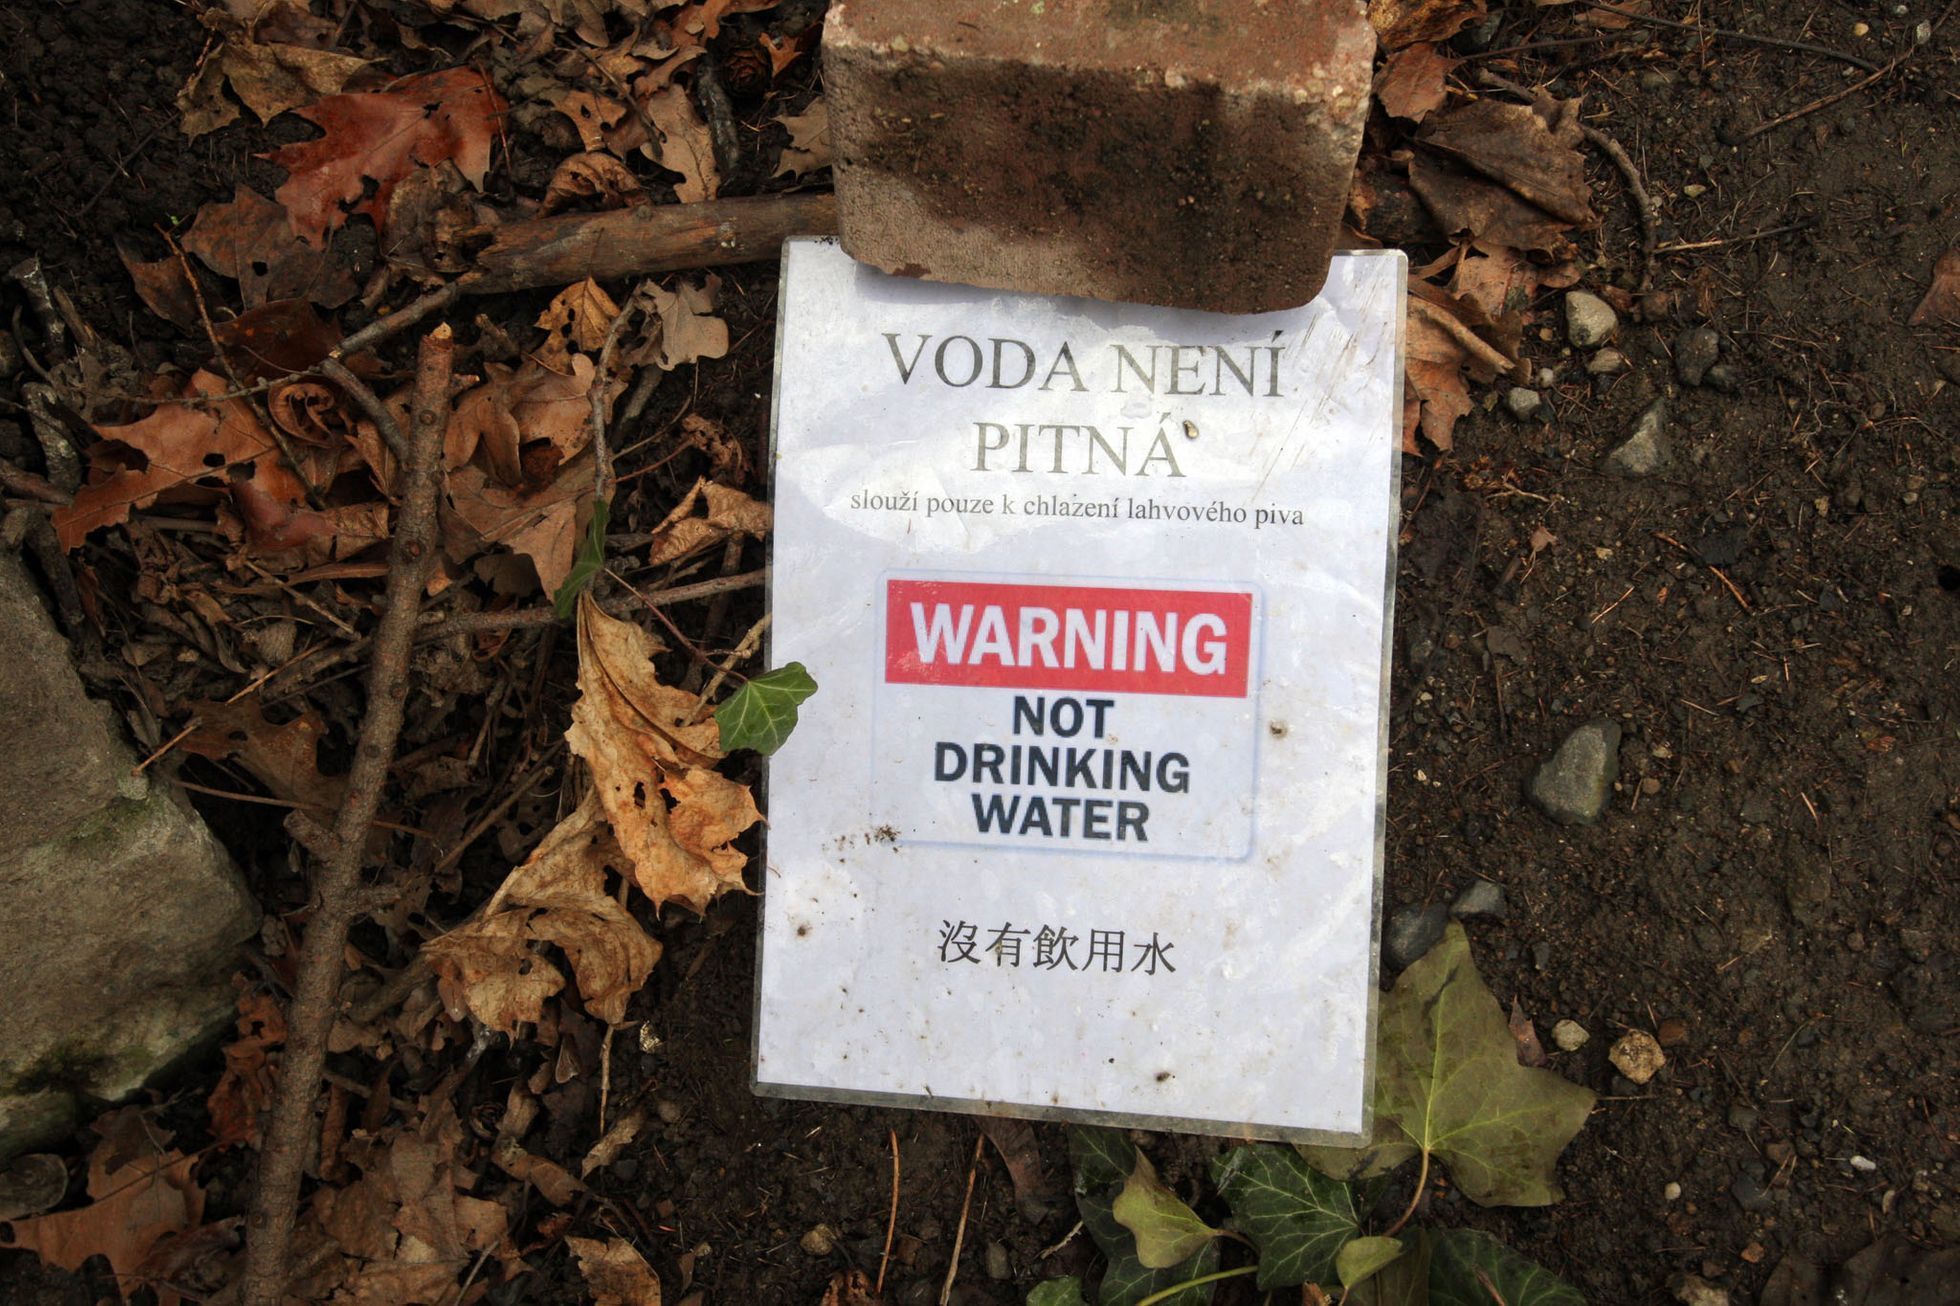 VODA NENÍ
PITNÁ
slouží pouze k chlazení lahvového piva
WARNING
NOT
DRINKING
WATER
沒有飲用水